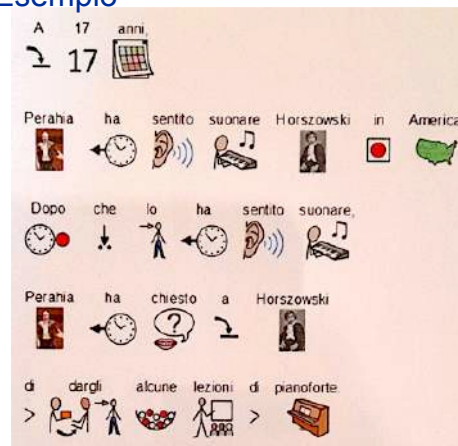 Esempio
A 17 anni,
17
Perahia ha sentito suonare Horszowski in America
Dopo che lo ha sentito suonare,
Perahia ha chiesto a Horszowski
?
di dargli alcune lezioni di pianoforte.
> >